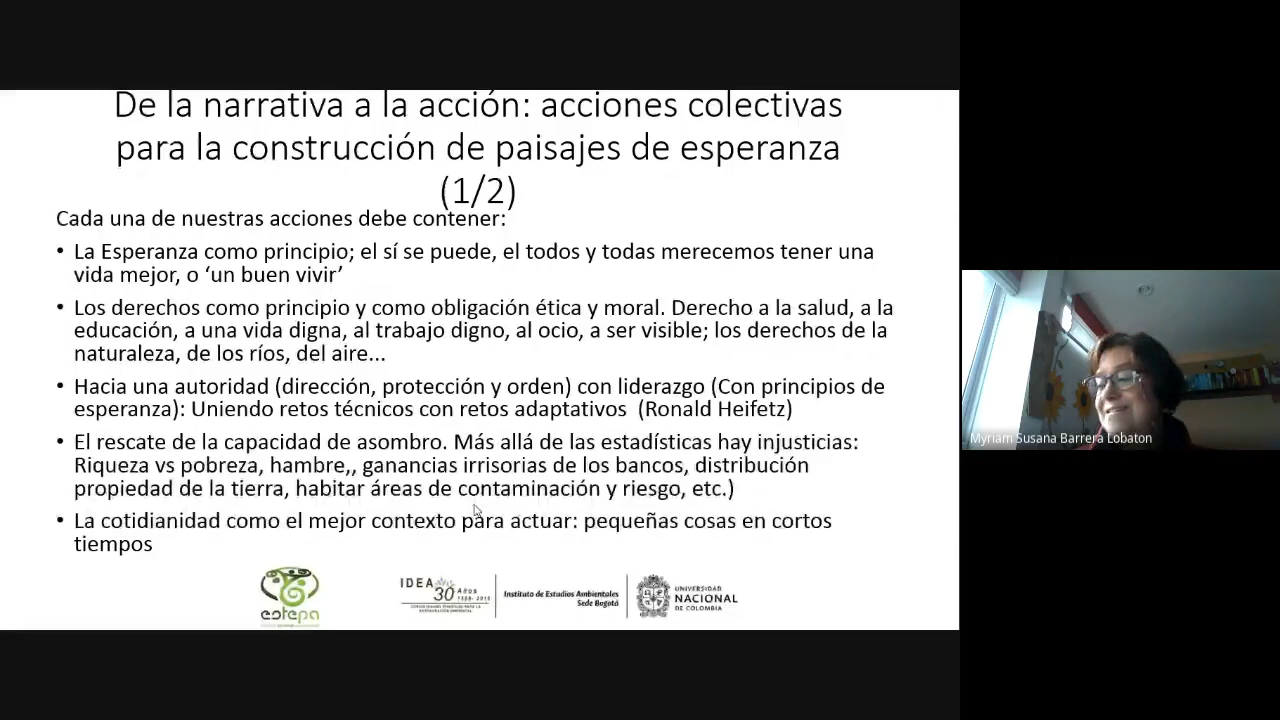 De la narrativa a la acción: acciones colectivas
para la construcción de paisajes de esperanza
(1/2)
Cada una de nuestras acciones debe contener:
• La Esperanza como principio; el sí se puede, el todos y todas merecemos tener una
vida mejor, o ‘un buen vivir’
• Los derechos como principio y como obligación ética y moral. Derecho a la salud, a la
educación, a una vida digna, al trabajo digno, al ocio, a ser visible; los derechos de la
naturaleza, de los ríos, del aire...
• Hacia una autoridad (dirección, protección y orden) con liderazgo (Con principios de
esperanza): Uniendo retos técnicos con retos adaptativos (Ronald Heifetz)
• El rescate de la capacidad de asombro. Más allá de las estadísticas hay injusticias:
Riqueza vs pobreza, hambre,, ganancias irrisorias de los bancos, distribución
propiedad de la tierra, habitar áreas de contaminación y riesgo, etc.)
• La cotidianidad como el mejor contexto para actuar: pequeñas cosas en cortos
tiempos
estepa
IDEA
30 Años
Instituto de Estudios Ambientales
Sede Bogotá
UNIVERSIDAD
NACIONAL
DE COLOMBIA
Myriam Susana Barrera Lobaton